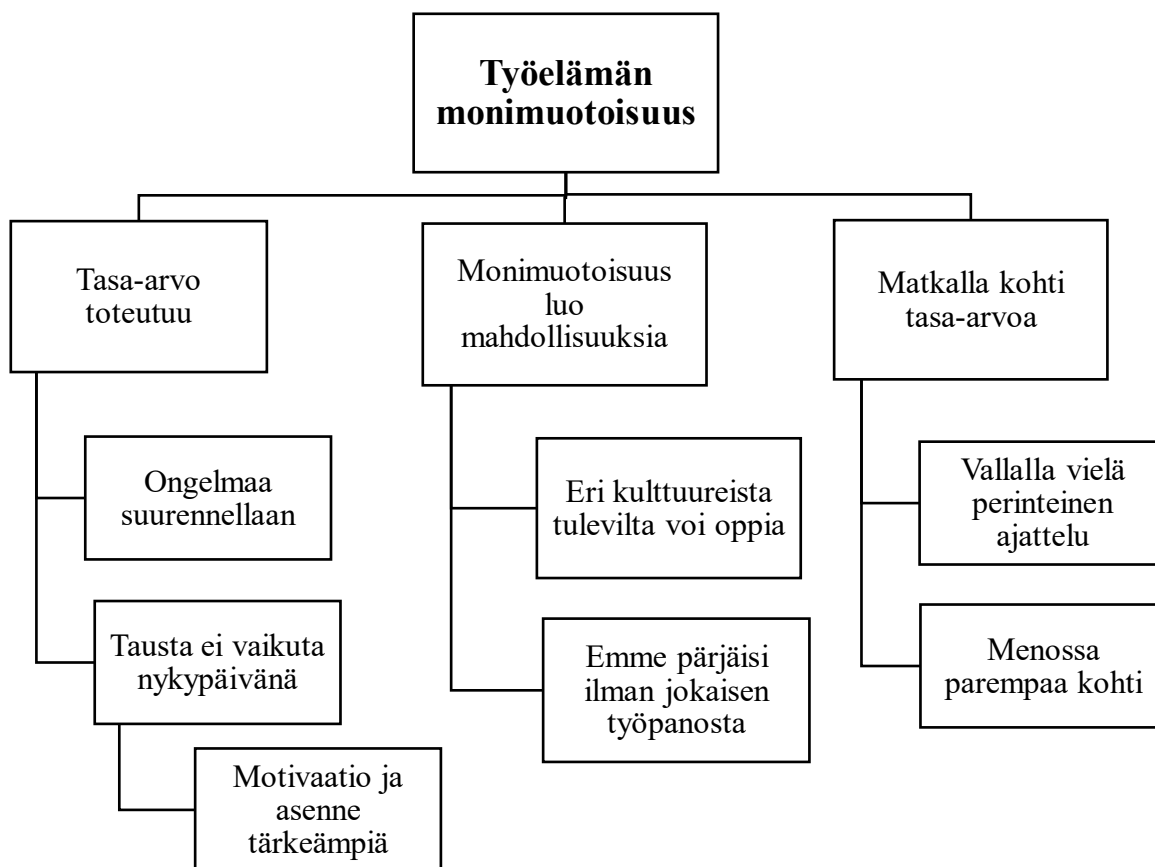 Työelämän
monimuotoisuus
Tasa-arvo
toteutuu
Ongelmaa
suurennellaan
Tausta ei vaikuta
nykypäivänä
Motivaatio ja
asenne
tärkeämpiä
Monimuotoisuus
luo
mahdollisuuksia
Eri kulttuureista
tulevilta voi oppia
Emme pärjäisi
ilman jokaisen
työpanosta
Matkalla kohti
tasa-arvoa
Vallalla vielä
perinteinen
ajattelu
Menossa
parempaa kohti